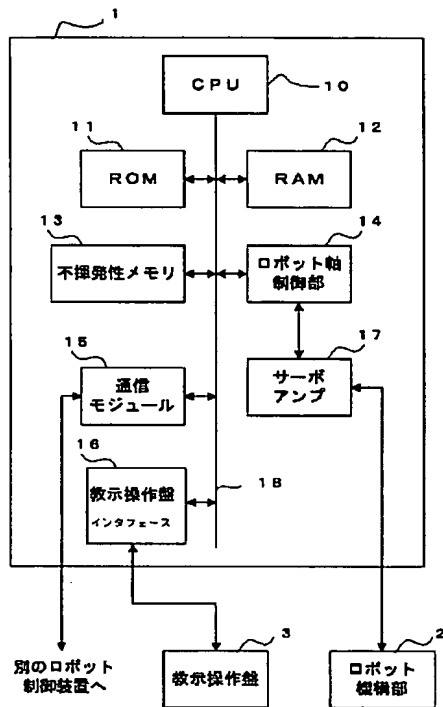 1
CPU
10
11
ROM
12
RAM
13
不揮発性メモリ
14
ロボット軸
制御部
15
通信
モジュール
17
サーボ
アンプ
16
教示操作盤
インタフェース
18
別のロボット
制御装置へ
3
教示操作盤
2
ロボット
機構部